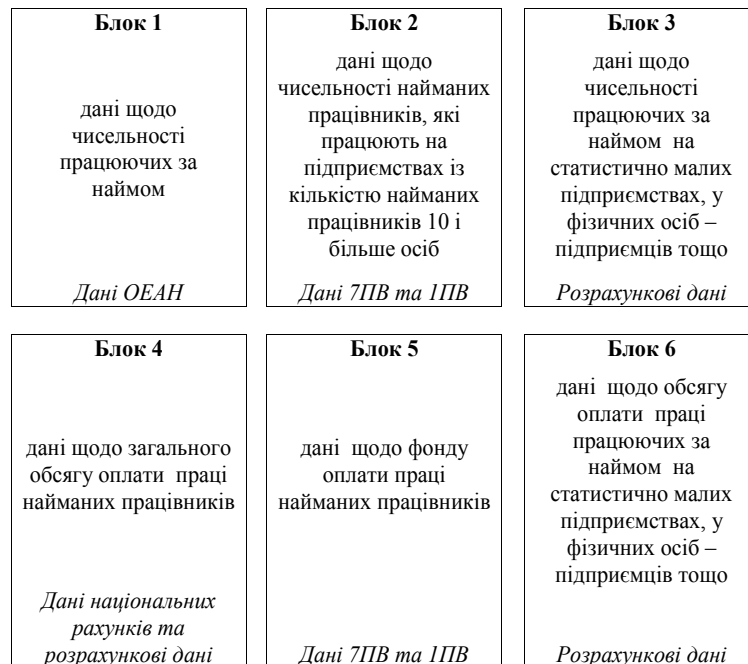 Блок 1
дані щодо
чисельності
працюючих за
наймом
Дані ОЕАН
Блок 2
дані щодо
чисельності найманих
працівників, які
працюють на
підприємствах із
кількістю найманих
працівників 10 і
більше осіб
Дані 7ПВ та 1ПВ
Блок 3
дані щодо
чисельності
працюючих за
наймом на
статистично малих
підприємствах, у
фізичних осіб –
підприємців тощо
Розрахункові дані
Блок 4
дані щодо загального
обсягу оплати праці
найманих працівників
Дані національних
рахунків та
розрахункові дані
Блок 5
дані щодо фонду
оплати праці
найманих працівників
Дані 7ПВ та 1ПВ
Блок 6
дані щодо обсягу
оплати праці
працюючих за
наймом на
статистично малих
підприємствах, у
фізичних осіб –
підприємців тощо
Розрахункові дані